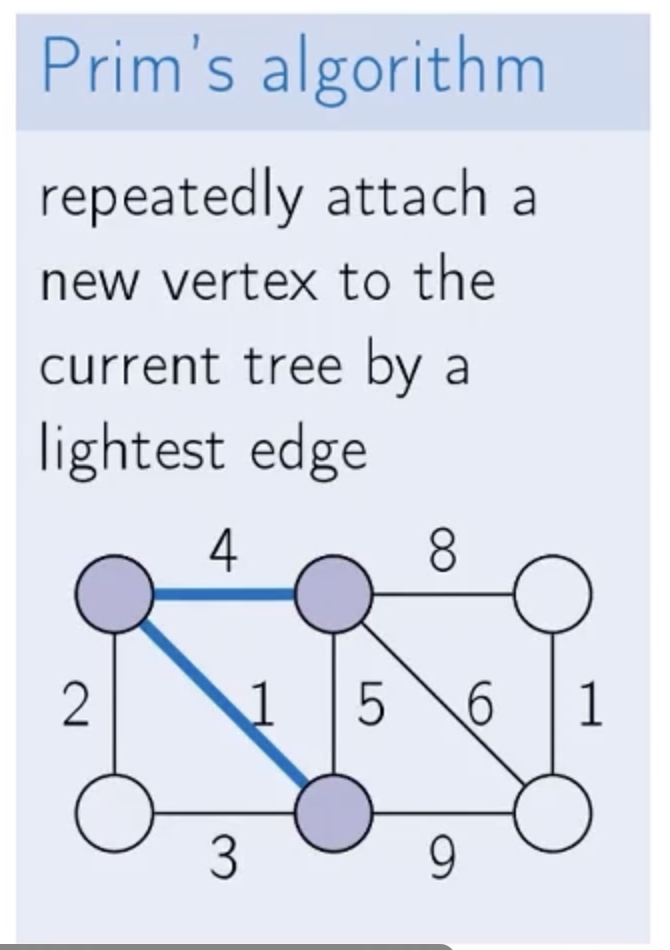 Prim's algorithm
repeatedly attach a
new vertex to the
current tree by a
lightest edge
4 8
2 1 5 6 1
3 9